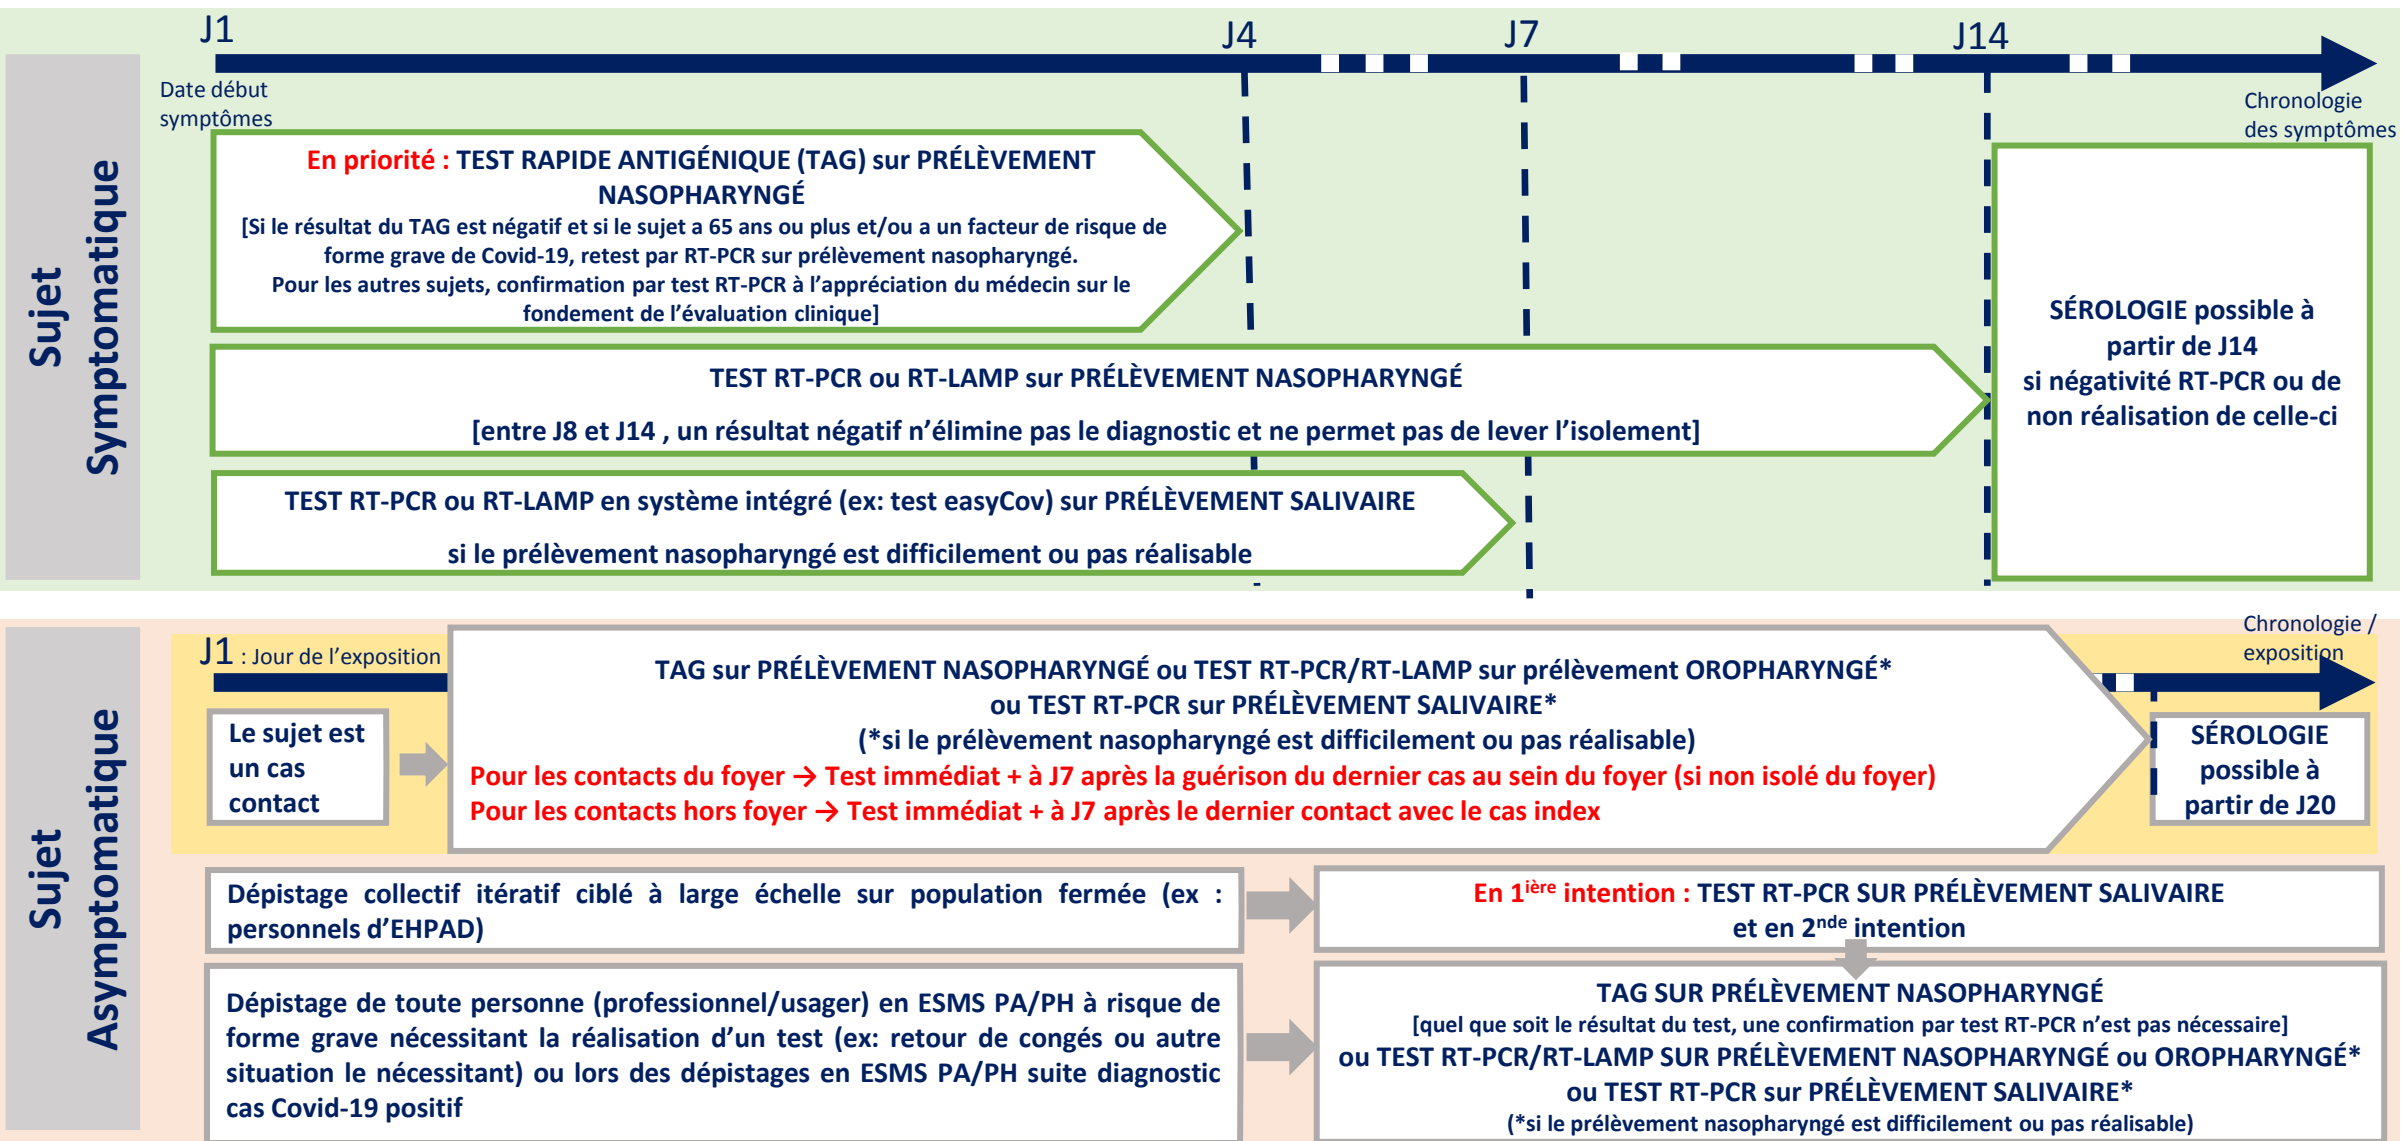 J1
J4
J7
J14
Date début
symptômes
Chronologie
des symptômes
Sujet
Symptomatique
En priorité : TEST RAPIDE ANTIGÉNIQUE (TAG) sur PRÉLÈVEMENT
NASOPHARYNGÉ
[Si le résultat du TAG est négatif et si le sujet a 65 ans ou plus et/ou a un facteur de risque de
forme grave de Covid-19, retest par RT-PCR sur prélèvement nasopharyngé.
Pour les autres sujets, confirmation par test RT-PCR à l’appréciation du médecin sur le
fondement de l’évaluation clinique]
TEST RT-PCR ou RT-LAMP sur PRÉLÈVEMENT NASOPHARYNGÉ
[entre J8 et J14 , un résultat négatif n’élimine pas le diagnostic et ne permet pas de lever l’isolement]
TEST RT-PCR ou RT-LAMP en système intégré (ex: test easyCov) sur PRÉLÈVEMENT SALIVAIRE
si le prélèvement nasopharyngé est difficilement ou pas réalisable
SÉROLOGIE possible à
partir de J14
si négativité RT-PCR ou de
non réalisation de celle-ci
Sujet
Asymptomatique
J1 : Jour de l’exposition
Chronologie /
exposition
Le sujet est
un cas
contact
TAG sur PRÉLÈVEMENT NASOPHARYNGÉ ou TEST RT-PCR/RT-LAMP sur prélèvement OROPHARYNGÉ*
ou TEST RT-PCR sur PRÉLÈVEMENT SALIVAIRE*
(*si le prélèvement nasopharyngé est difficilement ou pas réalisable)
Pour les contacts du foyer → Test immédiat + à J7 après la guérison du dernier cas au sein du foyer (si non isolé du foyer)
Pour les contacts hors foyer → Test immédiat + à J7 après le dernier contact avec le cas index
SÉROLOGIE
possible à
partir de J20
Dépistage collectif itératif ciblé à large échelle sur population fermée (ex :
personnels d’EHPAD)
En 1ière intention : TEST RT-PCR SUR PRÉLÈVEMENT SALIVAIRE
et en 2nde intention
Dépistage de toute personne (professionnel/usager) en ESMS PA/PH à risque de
forme grave nécessitant la réalisation d’un test (ex: retour de congés ou autre
situation le nécessitant) ou lors des dépistages en ESMS PA/PH suite diagnostic
cas Covid-19 positif
TAG SUR PRÉLÈVEMENT NASOPHARYNGÉ
[quel que soit le résultat du test, une confirmation par test RT-PCR n’est pas nécessaire]
ou TEST RT-PCR/RT-LAMP SUR PRÉLÈVEMENT NASOPHARYNGÉ ou OROPHARYNGÉ*
ou TEST RT-PCR sur PRÉLÈVEMENT SALIVAIRE*
(*si le prélèvement nasopharyngé est difficilement ou pas réalisable)